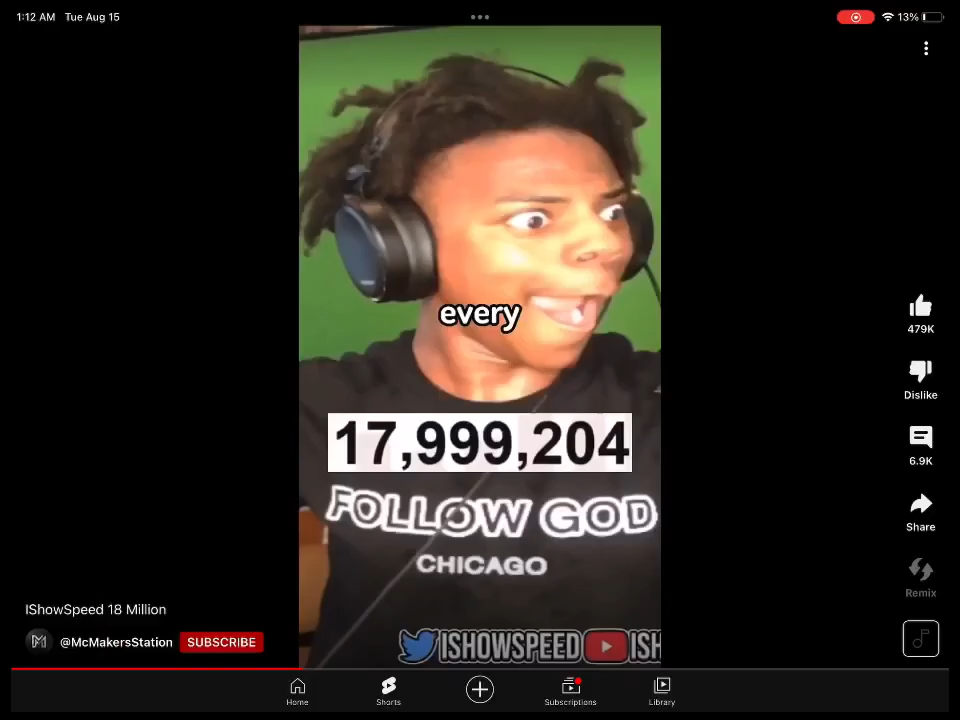 1:12 AM Tue Aug 15
13%
every
17,999,204
FOLLOW GOD
CHICAGO
ISHOWSPEED ISH
479K
Dislike
6.9K
Share
Remix
IShowSpeed 18 Million
@McMakersStation SUBSCRIBE
Home Shorts Subscriptions Library